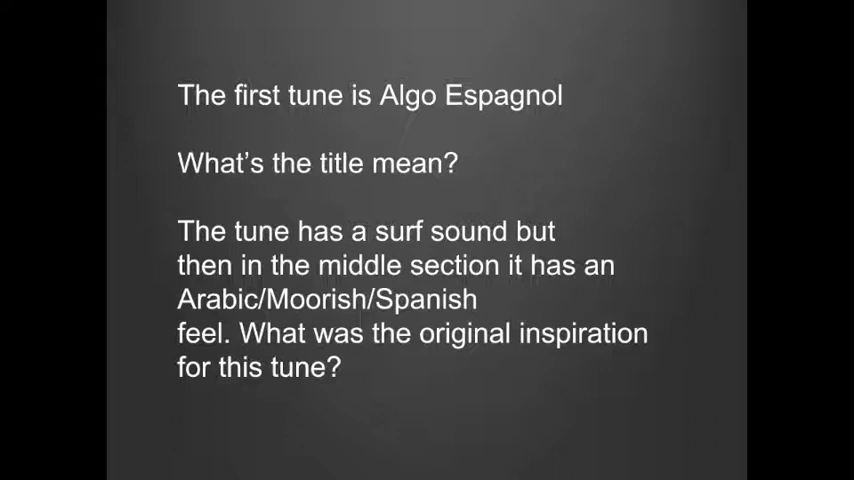 The first tune is Algo Espagnol
What's the title mean?
The tune has a surf sound but
then in the middle section it has an
Arabic/Moorish/Spanish
feel. What was the original inspiration
for this tune?